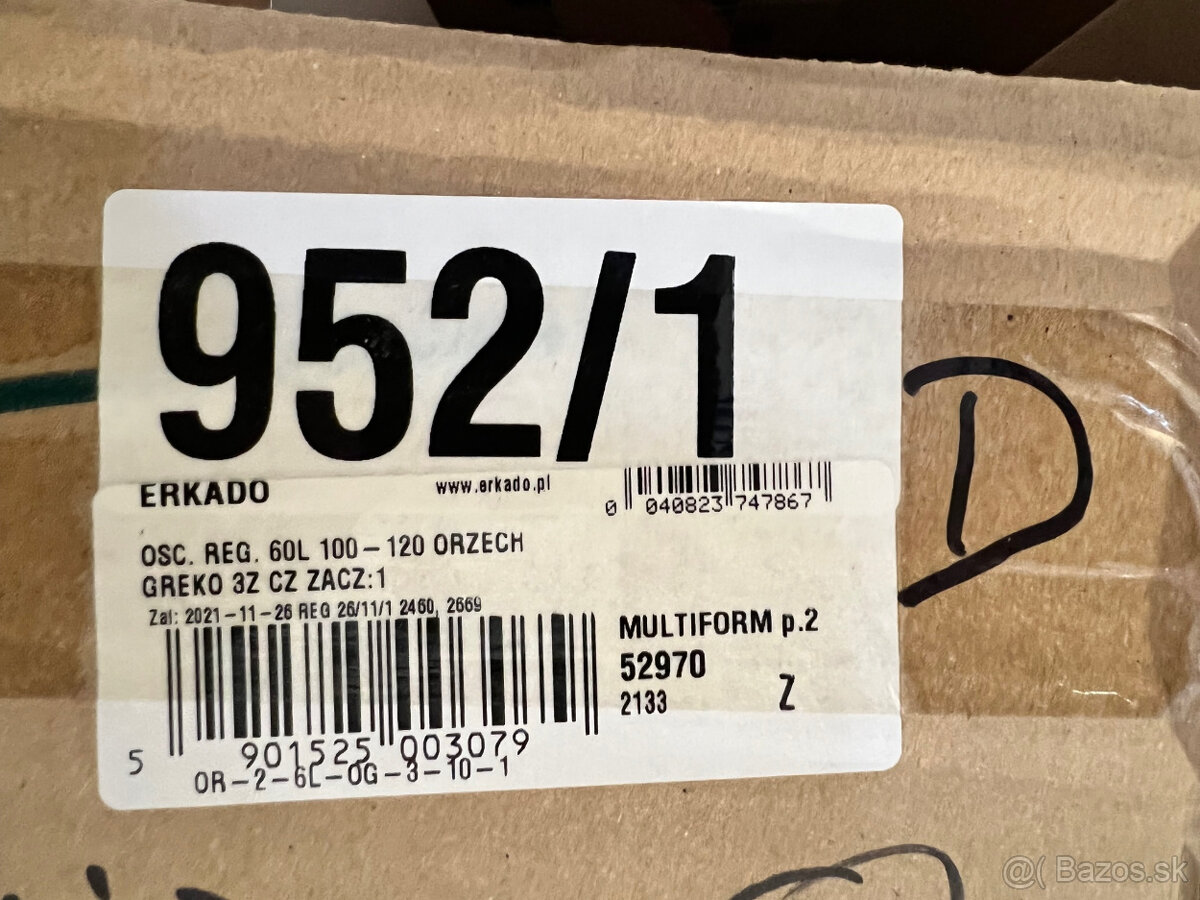 952/1
D
ERKADO www.erkado.pl
0 040823 747867
OSC. REG. 60L 100-120 ORZECH
GREKO 3Z CZ ZACZ:1
Zal: 2021-11-26 REG 26/11/1 2460, 2669
MULTIFORM p.2
52970
2133 Z
5 901525 003079
OR-2-6L-OG-3-10-1
@( Bazos.sk